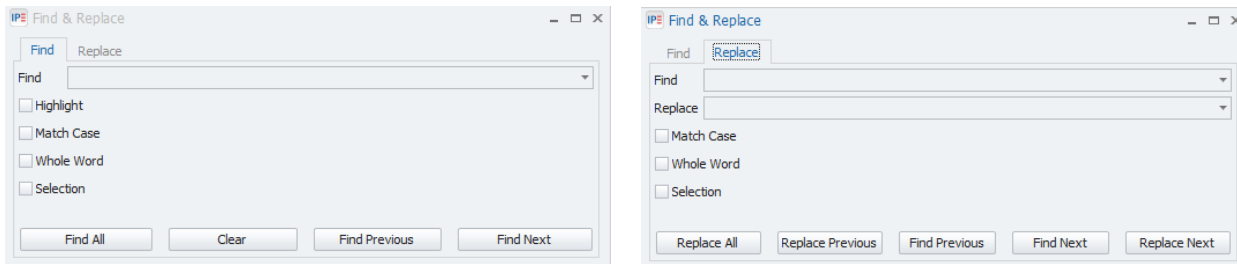 IPE Find & Replace
Find Replace
Find
Highlight
Match Case
Whole Word
Selection
Find All Clear Find Previous Find Next
IPE Find & Replace
Find Replace
Find
Replace
Match Case
Whole Word
Selection
Replace All Replace Previous Find Previous Find Next Replace Next